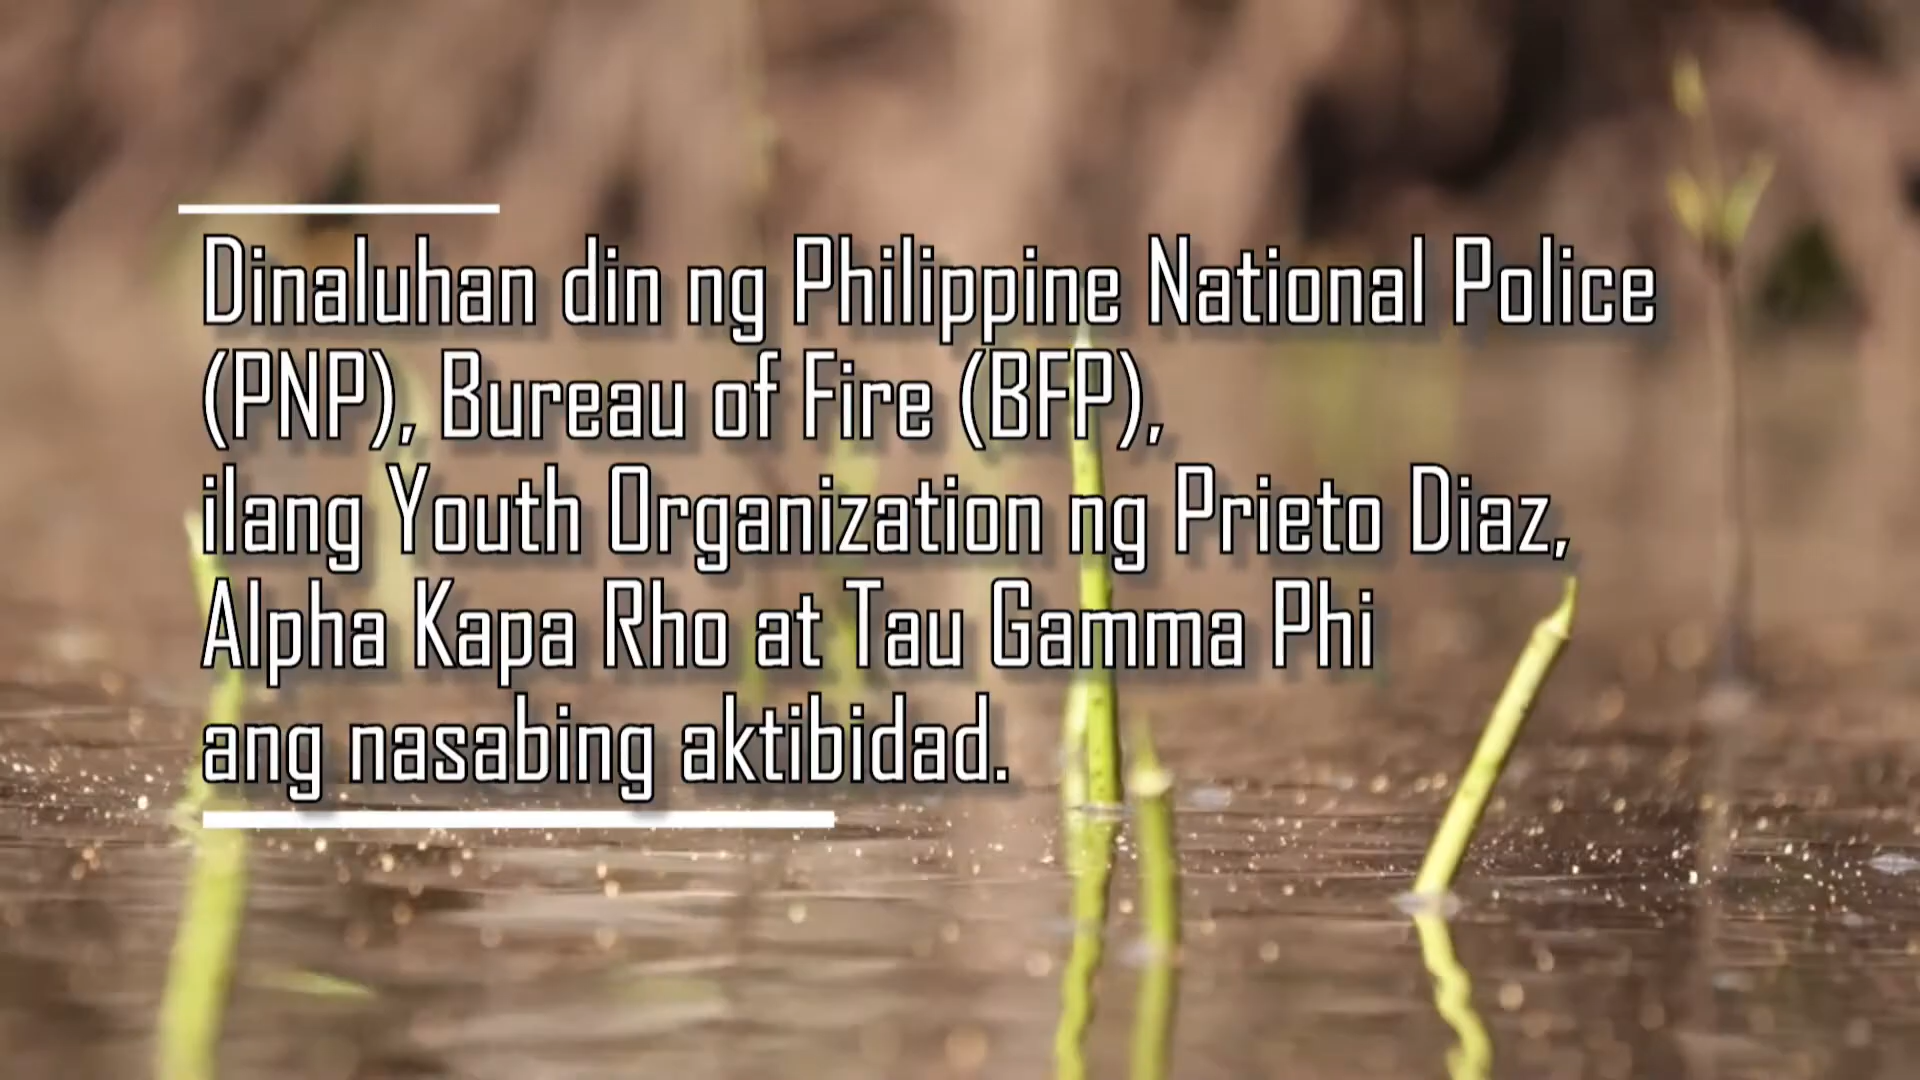 Dinaluhan din ng Philippine National Police
(PNP), Bureau of Fire (BFP),
ilang Youth Organization ng Prieto Diaz,
Alpha Kapa Rho at Tau Gamma Phi
ang nasabing aktibidad.